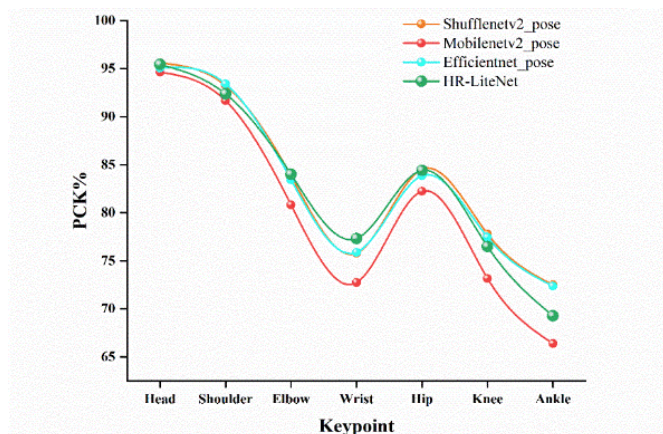 100
95
90
85
80
75
70
65
PCK%
Shufflenetv2_pose
Mobilenetv2_pose
Efficientnet_pose
HR-LiteNet
Head Shoulder Elbow Wrist Hip Knee Ankle
Keypoint